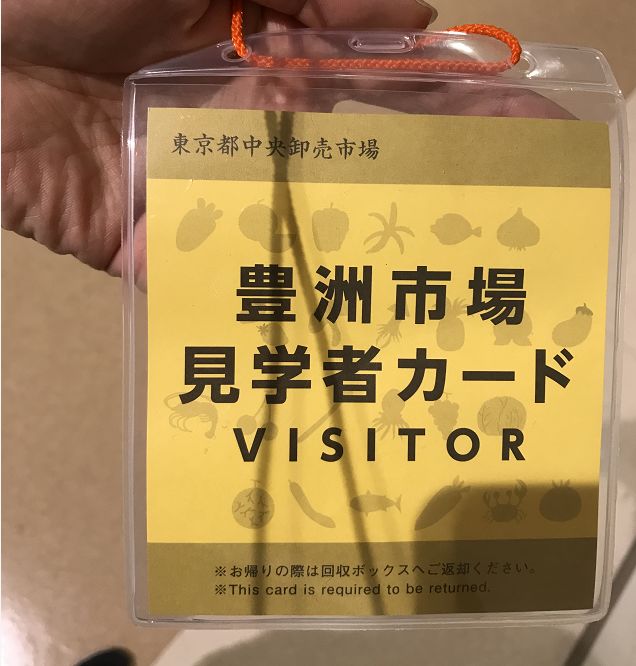 東京都中央卸売市場
豊洲市場
見学者カード
VISITOR
※お帰りの際は回収ボックスへご返却ください。
※This card is required to be returned.